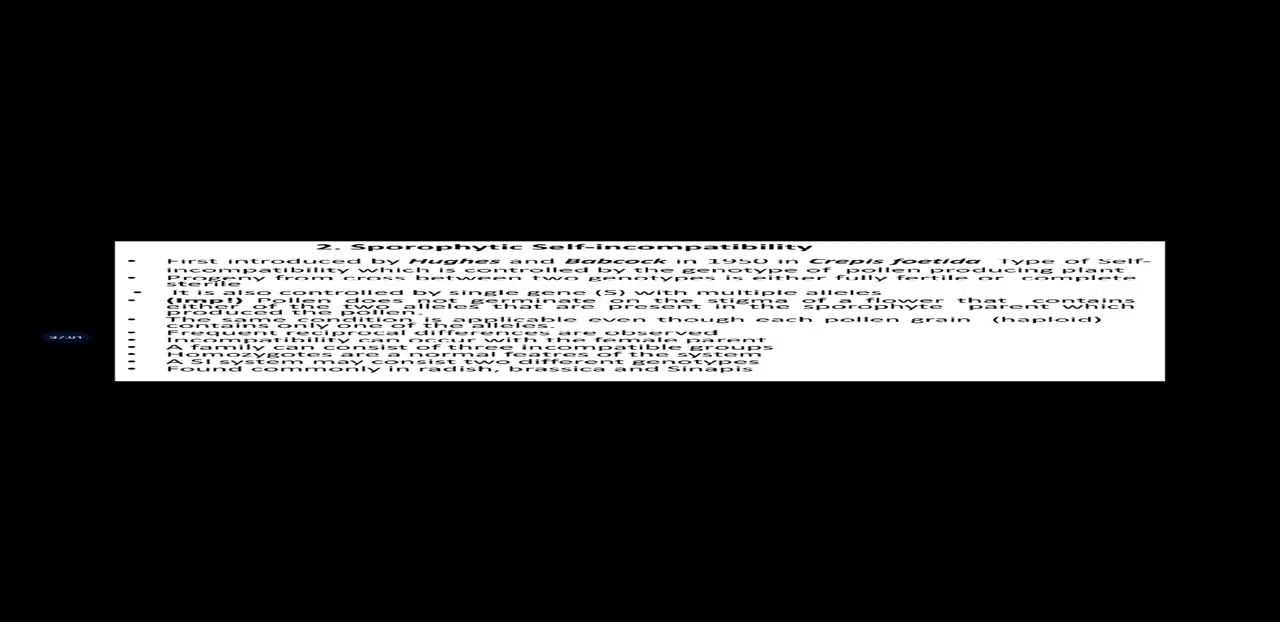 2. Sporophytic Self-incompatibility
• First introduced by Hughes and Babcock in 1950 in Crepis foetida Type of Self-
incompatibility which is controlled by the genotype of pollen producing plant
• Progeny from cross between two genotypes is either fully fertile or complete
sterile
• It is also controlled by single gene (S) with multiple alleles
• (Imp!) Pollen does not germinate on the stigma of a flower that contains
either of the two alleles that are present in the sporophyte parent which
produced the pollen.
• The same condition is applicable even though each pollen grain (haploid)
contains only one of the alleles.
• Frequent reciprocal differences are observed
• Incompatibility can occur with the female parent
• A family can consist of three incompatible groups
• Homozygotes are a normal featres of the system
• A SI system may consist two different genotypes
• Found commonly in radish, brassica and Sinapis
37:01